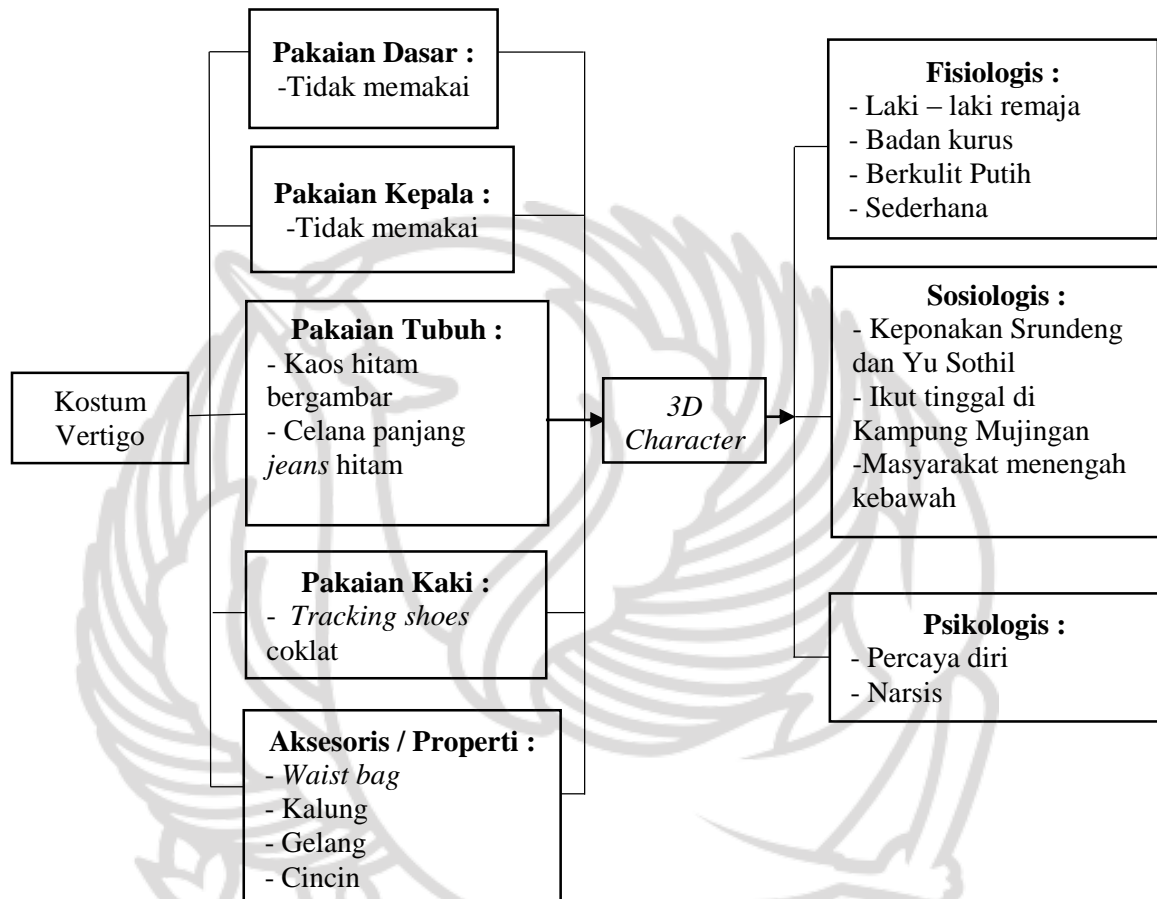 Kostum
Vertigo
Pakaian Dasar :
-Tidak memakai
Pakaian Kepala :
-Tidak memakai
Pakaian Tubuh :
- Kaos hitam
bergambar
- Celana panjang
jeans hitam
Pakaian Kaki :
- Tracking shoes
coklat
Aksesoris / Properti :
- Waist bag
- Kalung
- Gelang
- Cincin
3D
Character
Fisiologis :
- Laki – laki remaja
- Badan kurus
- Berkulit Putih
- Sederhana
Sosiologis :
- Keponakan Srundeng
dan Yu Sothil
- Ikut tinggal di
Kampung Mujingan
-Masyarakat menengah
kebawah
Psikologis :
- Percaya diri
- Narsis